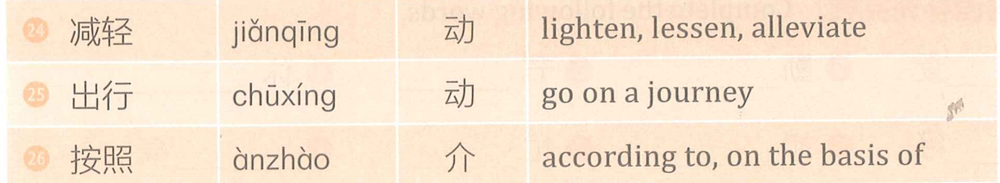 24 减轻 jiǎnqīng 动 lighten, lessen, alleviate
25 出行 chūxíng 动 go on a journey
26 按照 ànzhào 介 according to, on the basis of